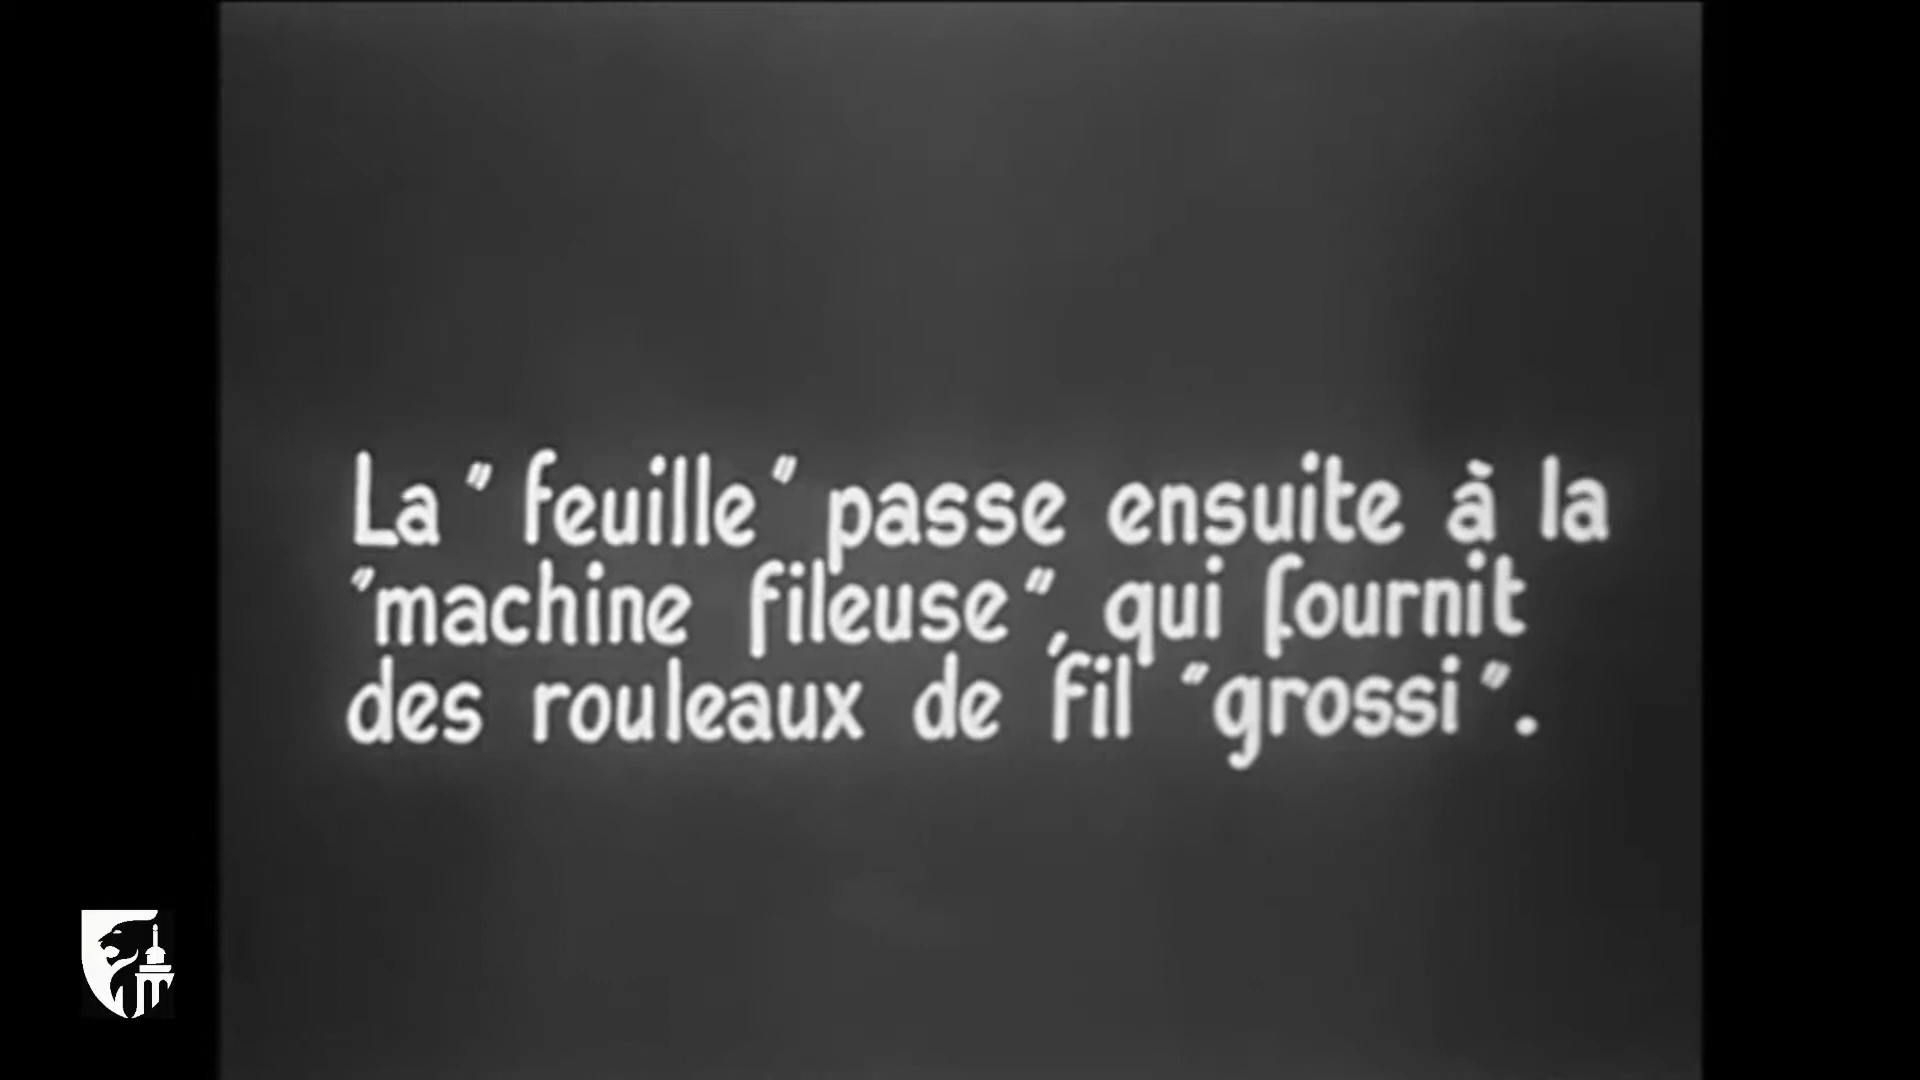 La "feuille" passe ensuite à la
"machine fileuse", qui fournit
des rouleaux de fil "grossi".